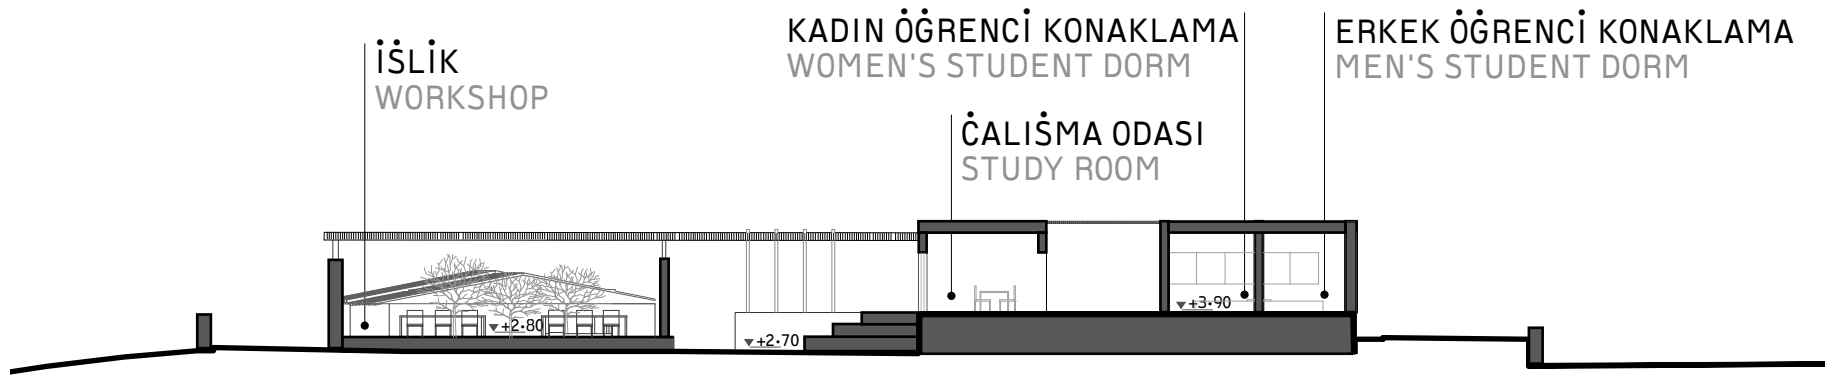 İŞLİK
WORKSHOP
KADIN ÖĞRENCİ KONAKLAMA
WOMEN'S STUDENT DORM
ERKEK ÖĞRENCİ KONAKLAMA
MEN'S STUDENT DORM
ÇALIŞMA ODASI
STUDY ROOM
+3.90
+2.80
+2.70